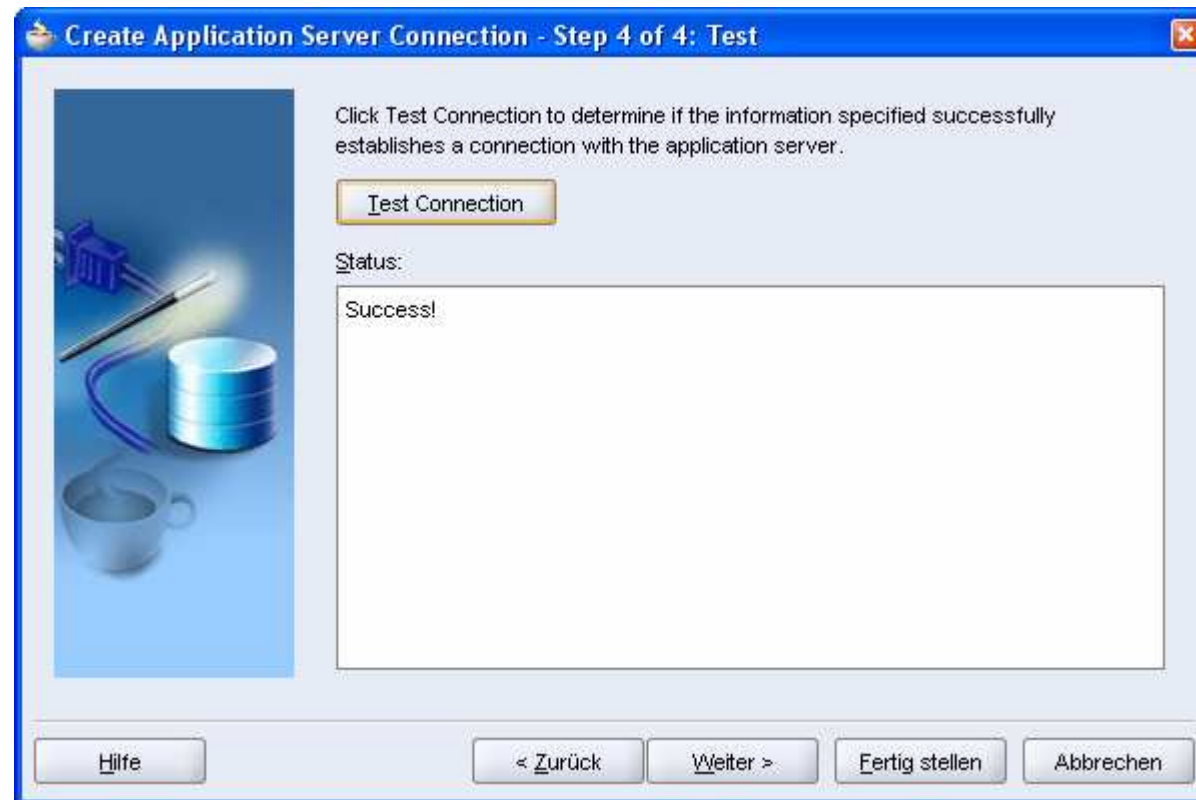 Create Application Server Connection - Step 4 of 4: Test
Click Test Connection to determine if the information specified successfully
establishes a connection with the application server.
Test Connection
Status:
Success!
Hilfe
< Zurück
Weiter >
Fertig stellen
Abbrechen